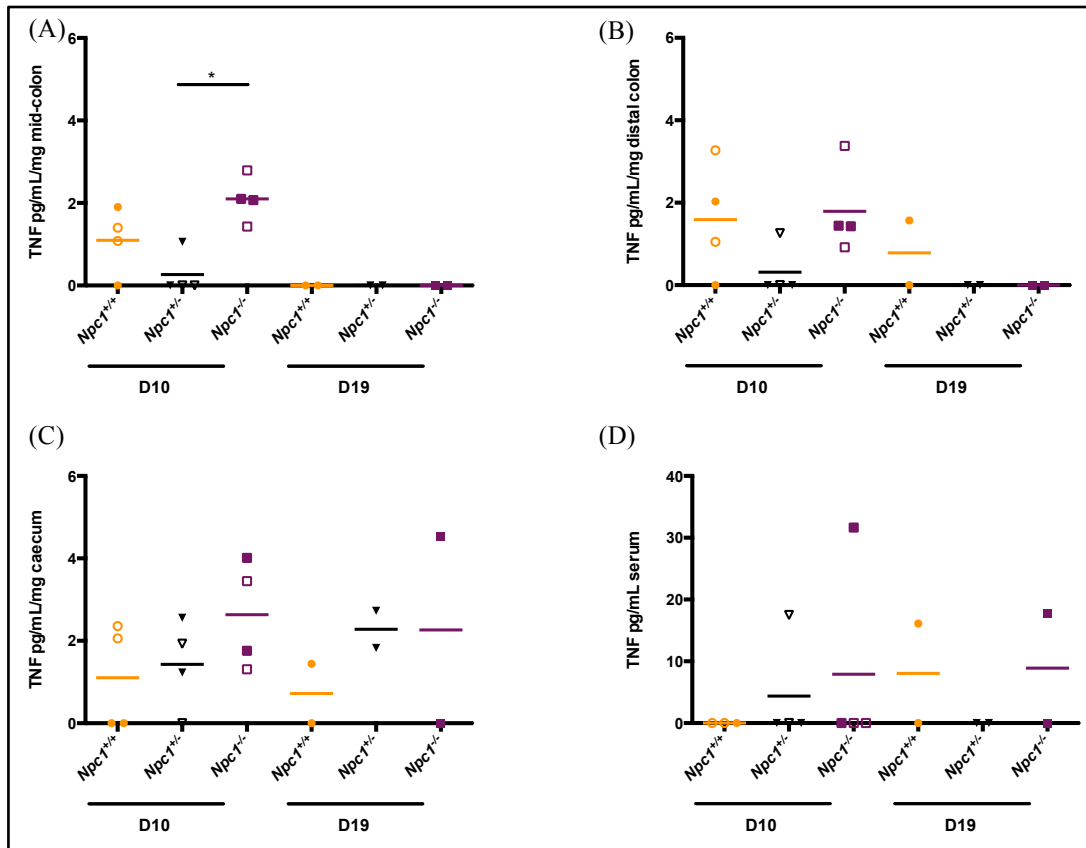 (A)
TNF pg/mL/mg mid-colon
6
4
2
0
*
Npc1+/+
Npc1+/-
Npc1-/-
Npc1+/+
Npc1+/-
Npc1-/-
D10
D19
(B)
TNF pg/mL/mg distal colon
6
4
2
0
Npc1+/+
Npc1+/-
Npc1-/-
Npc1+/+
Npc1+/-
Npc1-/-
D10
D19
(C)
TNF pg/mL/mg caecum
6
4
2
0
Npc1+/+
Npc1+/-
Npc1-/-
Npc1+/+
Npc1+/-
Npc1-/-
D10
D19
(D)
TNF pg/mL serum
40
30
20
10
0
Npc1+/+
Npc1+/-
Npc1-/-
Npc1+/+
Npc1+/-
Npc1-/-
D10
D19